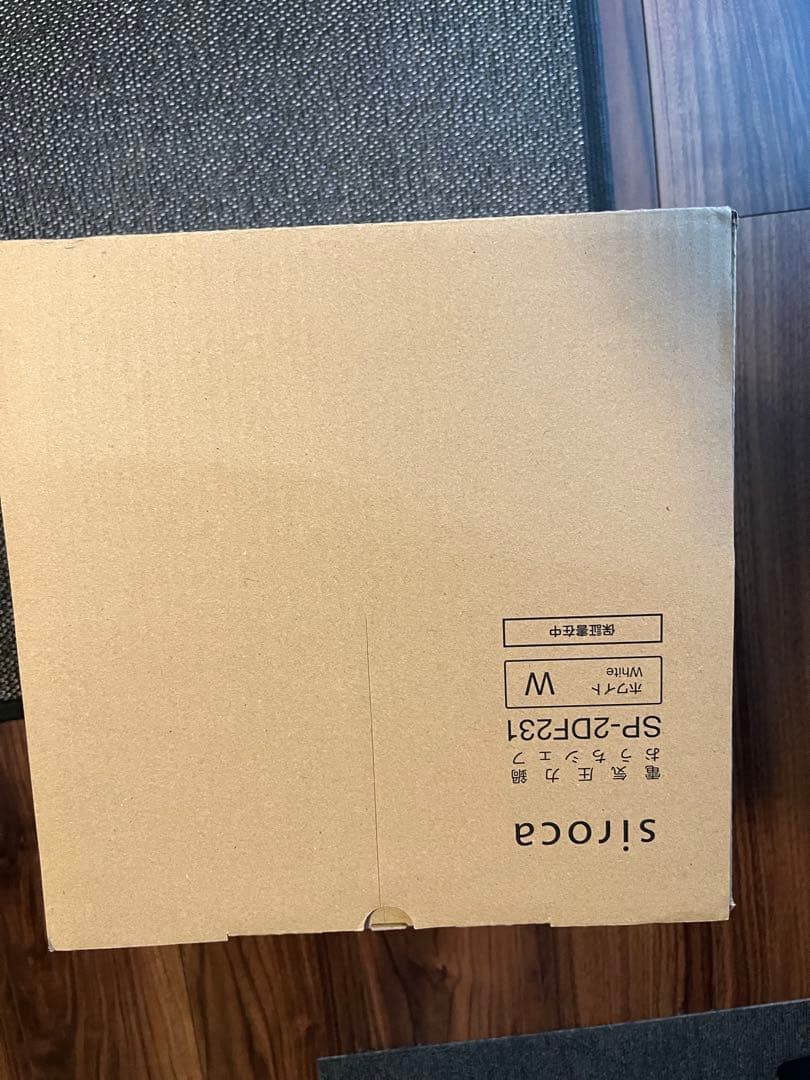 siroca
電気圧力鍋
おうちシェフ
SP-2DF231
ホワイト
White
W
保証書在中